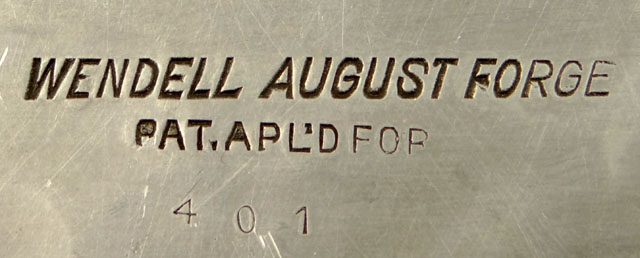 WENDELL AUGUST FORGE
PAT. APL'D FOR
4 0 1